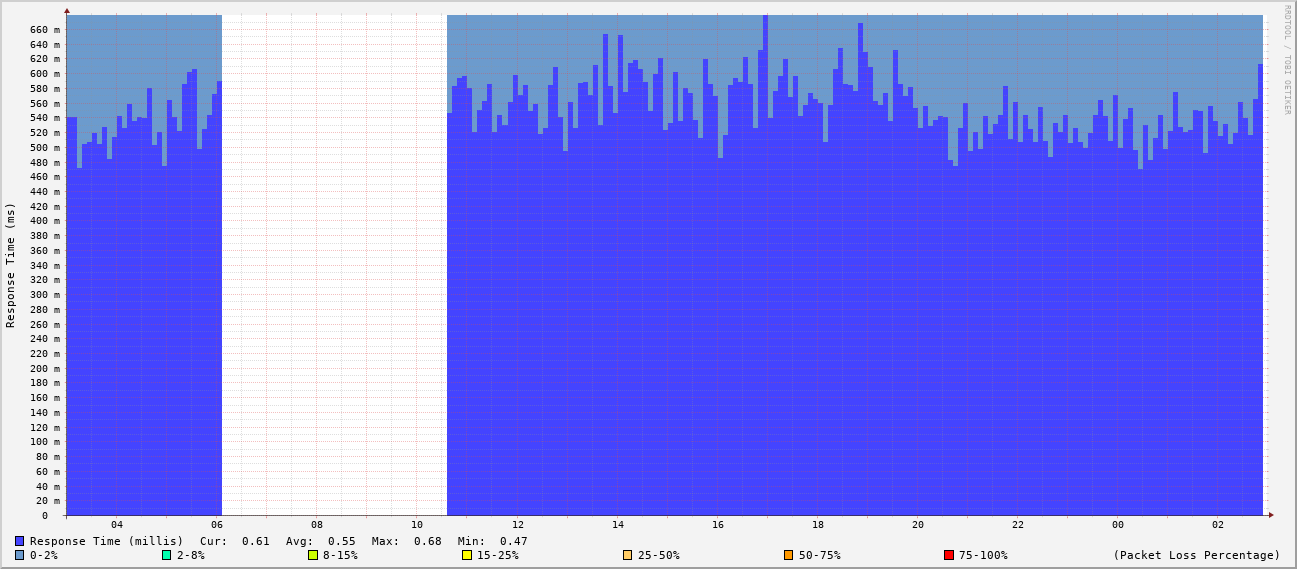 RRDTOOL / TOBI OETIKER
Response Time (ms)
660 m
640 m
620 m
600 m
580 m
560 m
540 m
520 m
500 m
480 m
460 m
440 m
420 m
400 m
380 m
360 m
340 m
320 m
300 m
280 m
260 m
240 m
220 m
200 m
180 m
160 m
140 m
120 m
100 m
80 m
60 m
40 m
20 m
0
04 06 08 10 12 14 16 18 20 22 00 02
Response Time (millis) Cur: 0.61 Avg: 0.55 Max: 0.68 Min: 0.47
0-2% 2-8% 8-15% 15-25% 25-50% 50-75% 75-100% (Packet Loss Percentage)